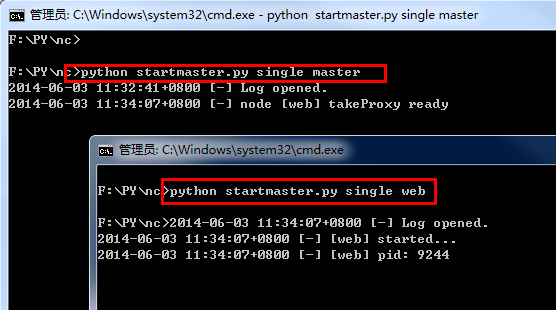 管理员: C:\Windows\system32\cmd.exe - python  startmaster.py single master
F:\PY\nc>
F:\PY\nc>python startmaster.py single master
2014-06-03 11:32:41+0800 [-] Log opened.
2014-06-03 11:34:07+0800 [-] node [web] takeProxy ready
管理员: C:\Windows\system32\cmd.exe
F:\PY\nc>python startmaster.py single web
F:\PY\nc>2014-06-03 11:34:07+0800 [-] Log opened.
2014-06-03 11:34:07+0800 [-] [web] started...
2014-06-03 11:34:07+0800 [-] [web] pid: 9244